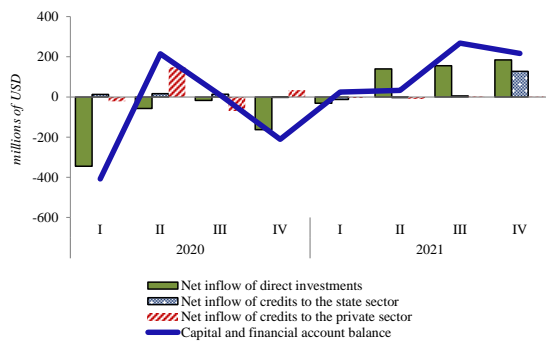 400
200
0
-200
-400
-600
millions of USD
I II III IV I II III IV
2020 2021
Net inflow of direct investments
Net inflow of credits to the state sector
Net inflow of credits to the private sector
Capital and financial account balance